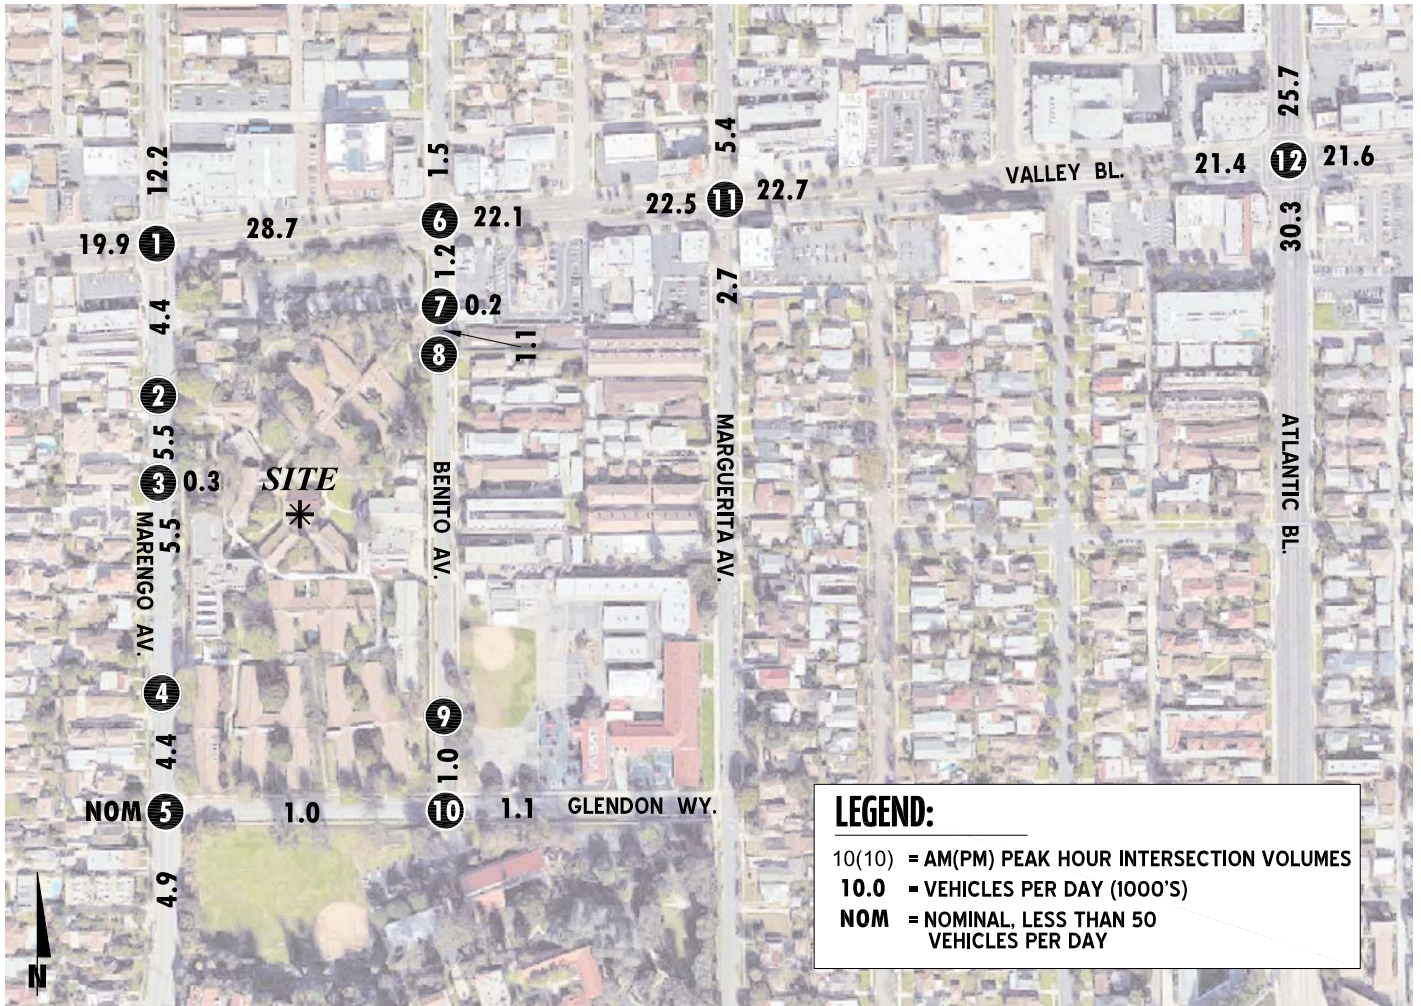 25.7
12.2
1.5
5.4
VALLEY BL.
21.4
12
21.6
19.9
1
28.7
6
22.1
22.5
11
22.7
30.3
4.4
1.2
2.7
7
0.2
1.1
8
2
5.5
3
0.3
SITE
5.5
MARENGO AV.
BENITO AV.
MARGUERITA AV.
ATLANTIC BL.
4
9
4.4
1.0
NOM
5
1.0
10
1.1
GLENDON WY.
4.9
N
LEGEND:
10(10) = AM(PM) PEAK HOUR INTERSECTION VOLUMES
10.0 = VEHICLES PER DAY (1000'S)
NOM = NOMINAL, LESS THAN 50
VEHICLES PER DAY